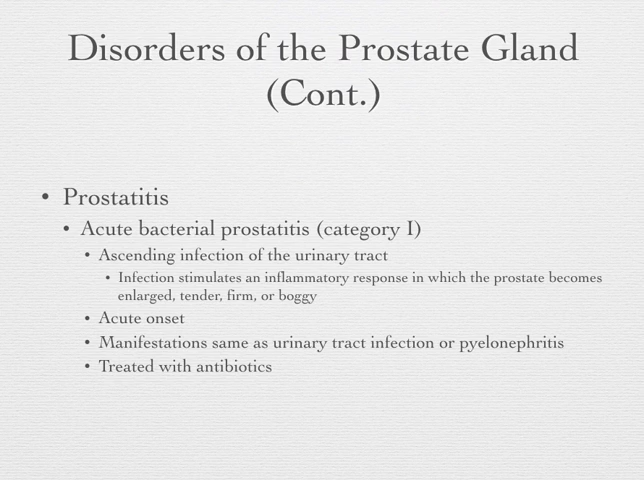 Disorders of the Prostate Gland
(Cont.)
• Prostatitis
• Acute bacterial prostatitis (category I)
• Ascending infection of the urinary tract
• Infection stimulates an inflammatory response in which the prostate becomes
enlarged, tender, firm, or boggy
• Acute onset
• Manifestations same as urinary tract infection or pyelonephritis
• Treated with antibiotics